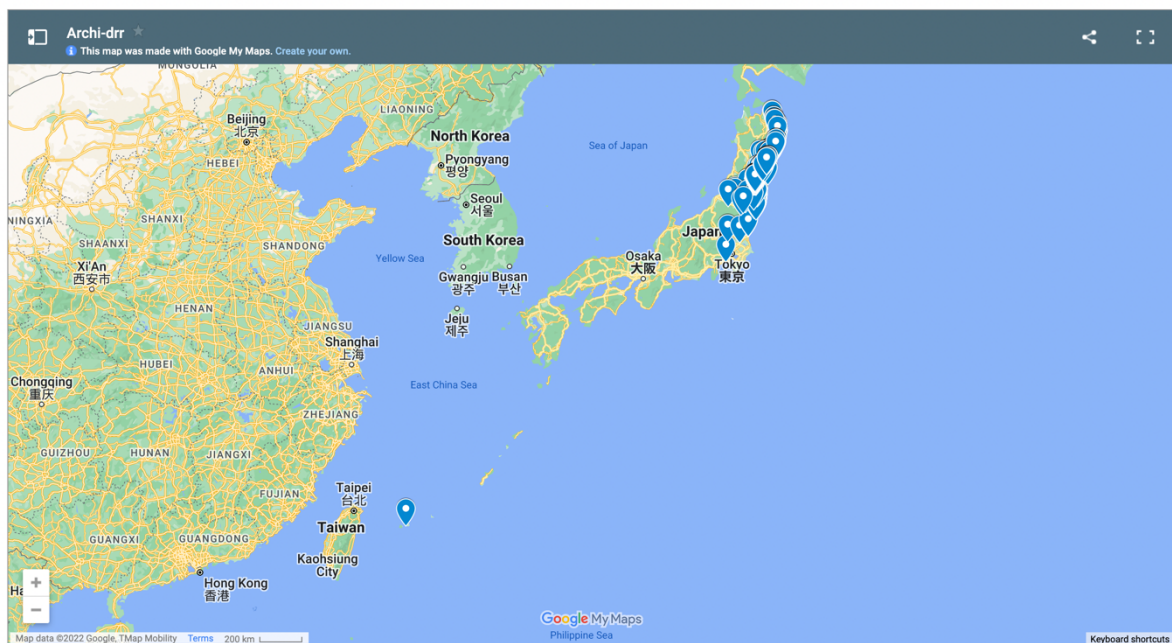 Archi-drr
This map was made with Google My Maps. Create your own.
MONGOLIA
LIAONING
Beijing
北京
North Korea
Sea of Japan
HEBEI
Pyongyang
평양
Seoul
서울
NINGXIA
SHANXI
SHAANXI
SHANDONG
South Korea
Japan
Yellow Sea
Osaka
大阪
Tokyo
東京
Xi'An
西安市
Gwangju
광주
Busan
부산
HENAN
JIANGSU
Jeju
제주
Shanghai
上海
HUBEI
ANHUI
Chongqing
重庆
East China Sea
ZHEJIANG
GUIZHOU
HUNAN
JIANGXI
FUJIAN
Taipei
台北
Taiwan
GUANGXI
GUANGDONG
Kaohsiung
City
Hong Kong
香港
Ha
Google My Maps
Philippine Sea
Map data ©2022 Google, TMap Mobility Terms 200 km
Keyboard shortcuts